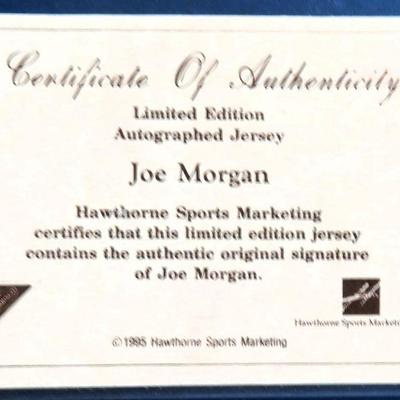 Certificate Of Authenticity
Limited Edition
Autographed Jersey
Joe Morgan
Hawthorne Sports Marketing
certifies that this limited edition jersey
contains the authentic original signature
of Joe Morgan.
Hawthorne Sports Marketing
©1995 Hawthorne Sports Marketing